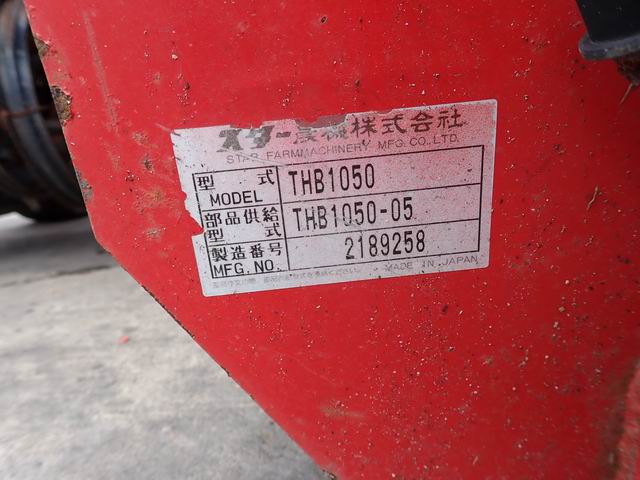 スター農機株式会社
STAR FARMMACHINERY MFG.CO.,LTD.
型 式 THB1050
MODEL
部品供給 THB1050-05
型 式
製造番号 2189258
MFG.NO.
MADE IN JAPAN